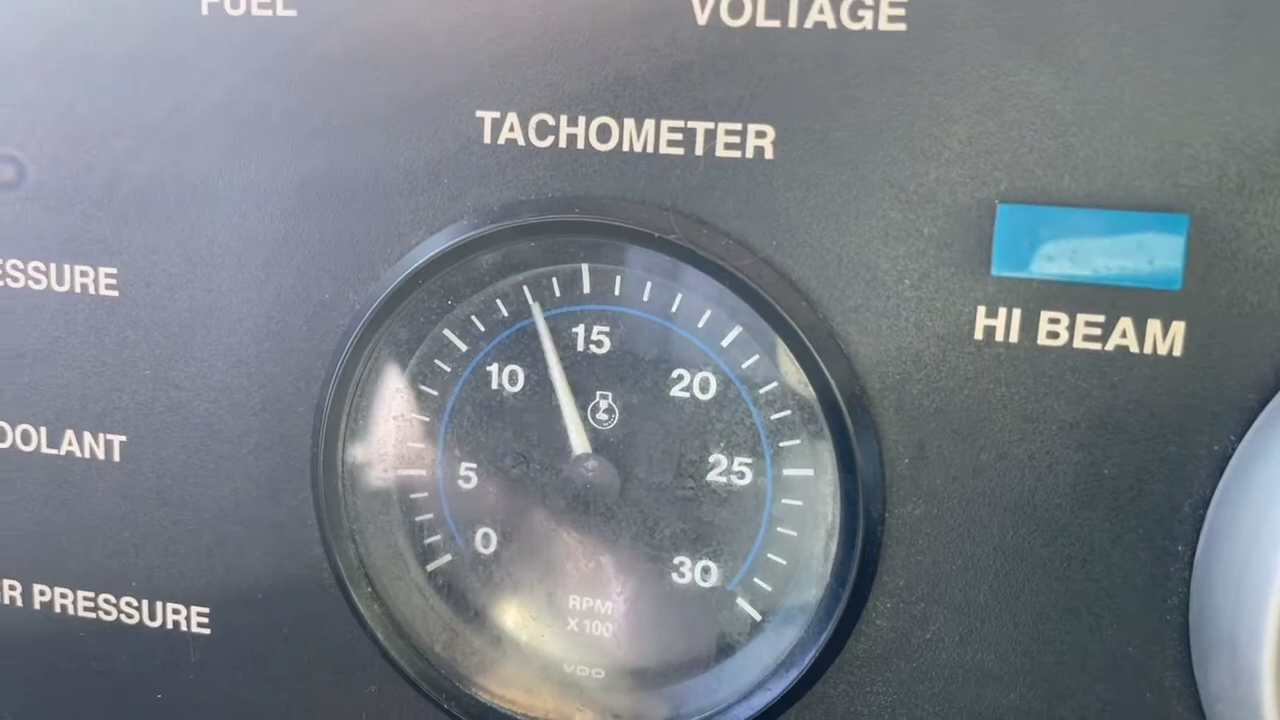 FUEL
VOLTAGE
TACHOMETER
ESSURE
HI BEAM
15
10
20
OOLANT
5
25
0
30
R PRESSURE
RPM
X 100
VDO